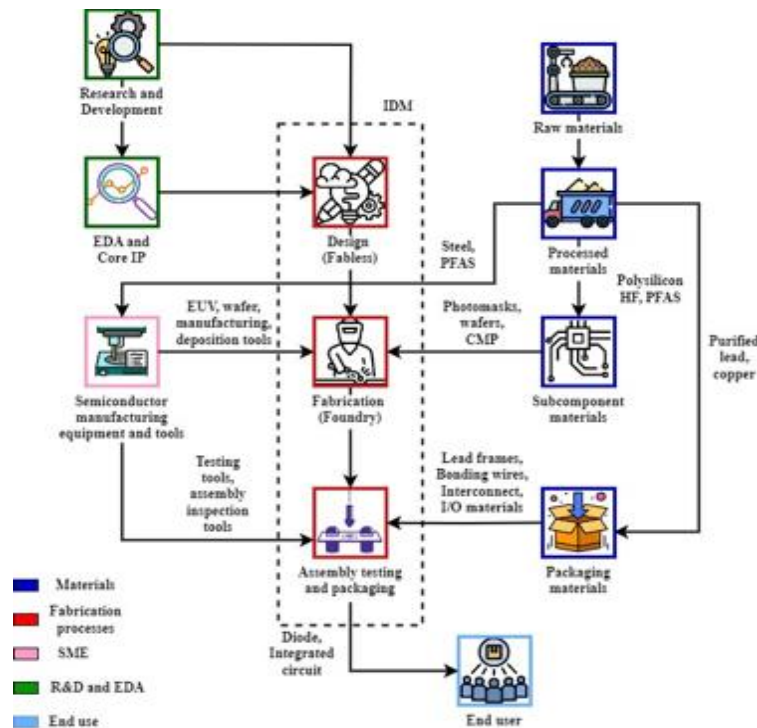 Research and
Development
IDM
Raw materials
EDA and
Core IP
Design
(Fabless)
Steel,
PFAS
Processed
materials
Polysilicon
HF, PFAS
EUV, wafer,
manufacturing,
deposition tools
Photomasks,
wafers,
CMP
Purified
lead,
copper
Semiconductor
manufacturing
equipment and tools
Fabrication
(Foundry)
Subcomponent
materials
Testing
tools,
assembly
inspection
tools
Lead frames,
Bonding wires,
Interconnect,
I/O materials
Assembly testing
and packaging
Packaging
materials
Materials
Fabrication
processes
SME
R&D and EDA
End use
Diode,
Integrated
circuit
End user